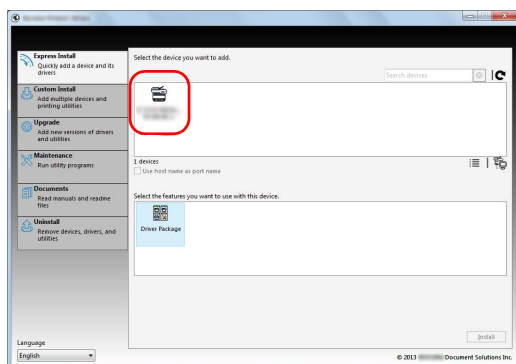 Express Install
Quickly add a device and its
drivers
Custom Install
Add multiple devices and
printing utilities
Upgrade
Add new versions of drivers
and utilities
Maintenance
Run utility programs
Documents
Read manuals and readme
files
Uninstall
Remove devices, drivers, and
utilities
Language
English
Select the device you want to add.
Search devices
1 devices
Use host name as port name
Select the features you want to use with this device.
Driver Package
Install
© 2013 Document Solutions Inc.